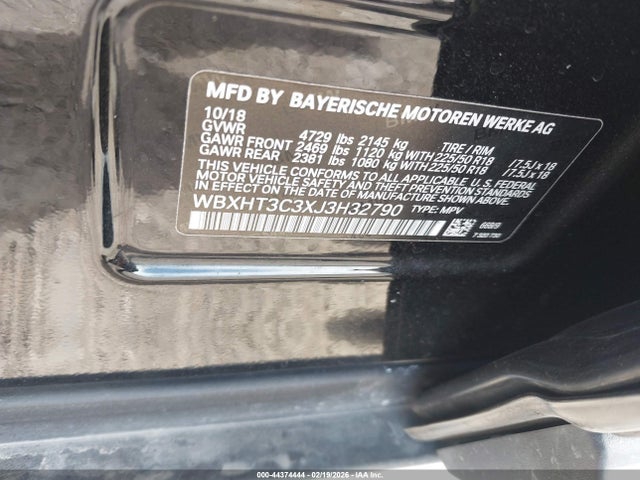 MFD BY BAYERISCHE MOTOREN WERKE AG
10/18
GVWR 4729 lbs 2145 kg TIRE / RIM
GAWR FRONT 2469 lbs 1120 kg WITH 225/50 R18 /7.5J x 18
GAWR REAR 2381 lbs 1080 kg WITH 225/50 R18 /7.5J x 18
THIS VEHICLE CONFORMS TO ALL APPLICABLE U.S. FEDERAL
MOTOR VEHICLE SAFETY AND THEFT PREVENTION STANDARDS
IN EFFECT ON THE DATE OF MANUFACTURE SHOWN ABOVE.
WBXHT3C3XJ3H32790 TYPE: MPV
000-44374444 - 02/19/2026 - IAA Inc.